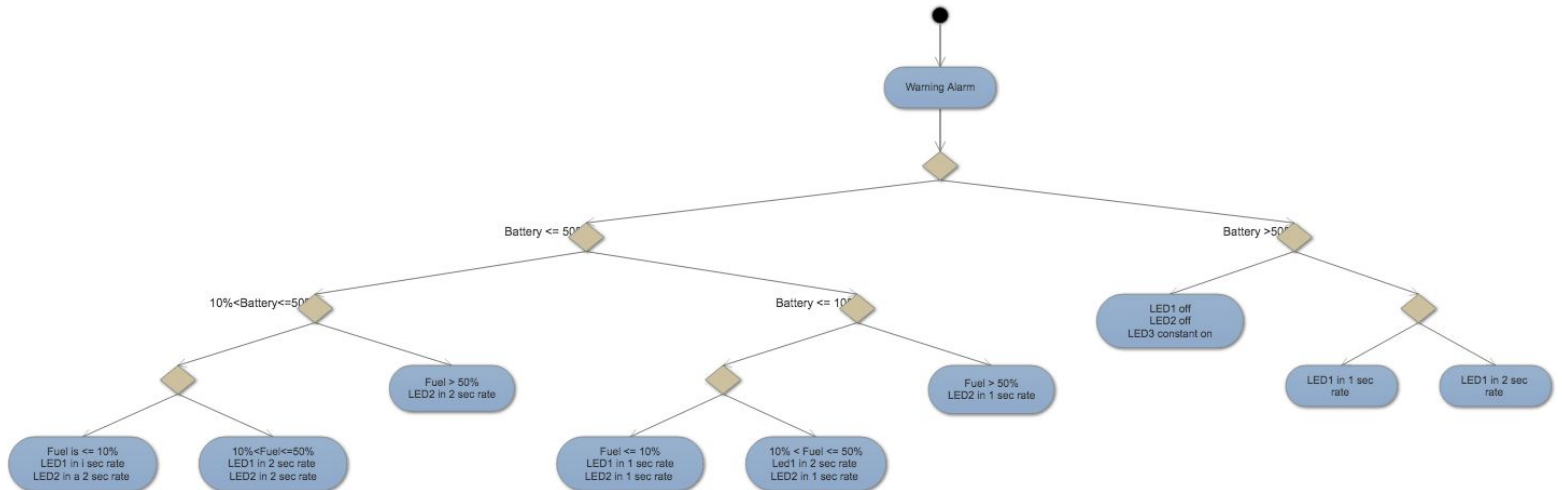 Warning Alarm
Battery <= 50%
Battery >50%
10%<Battery<=50%
Battery <= 10%
LED1 off
LED2 off
LED3 constant on
Fuel > 50%
LED2 in 2 sec rate
Fuel > 50%
LED2 in 1 sec rate
LED1 in 1 sec
rate
LED1 in 2 sec
rate
Fuel is <= 10%
LED1 in i sec rate
LED2 in a 2 sec rate
10%<Fuel<=50%
LED1 in 2 sec rate
LED2 in 2 sec rate
Fuel <= 10%
LED1 in 1 sec rate
LED2 in 1 sec rate
10% < Fuel <= 50%
Led1 in 2 sec rate
LED2 in 1 sec rate